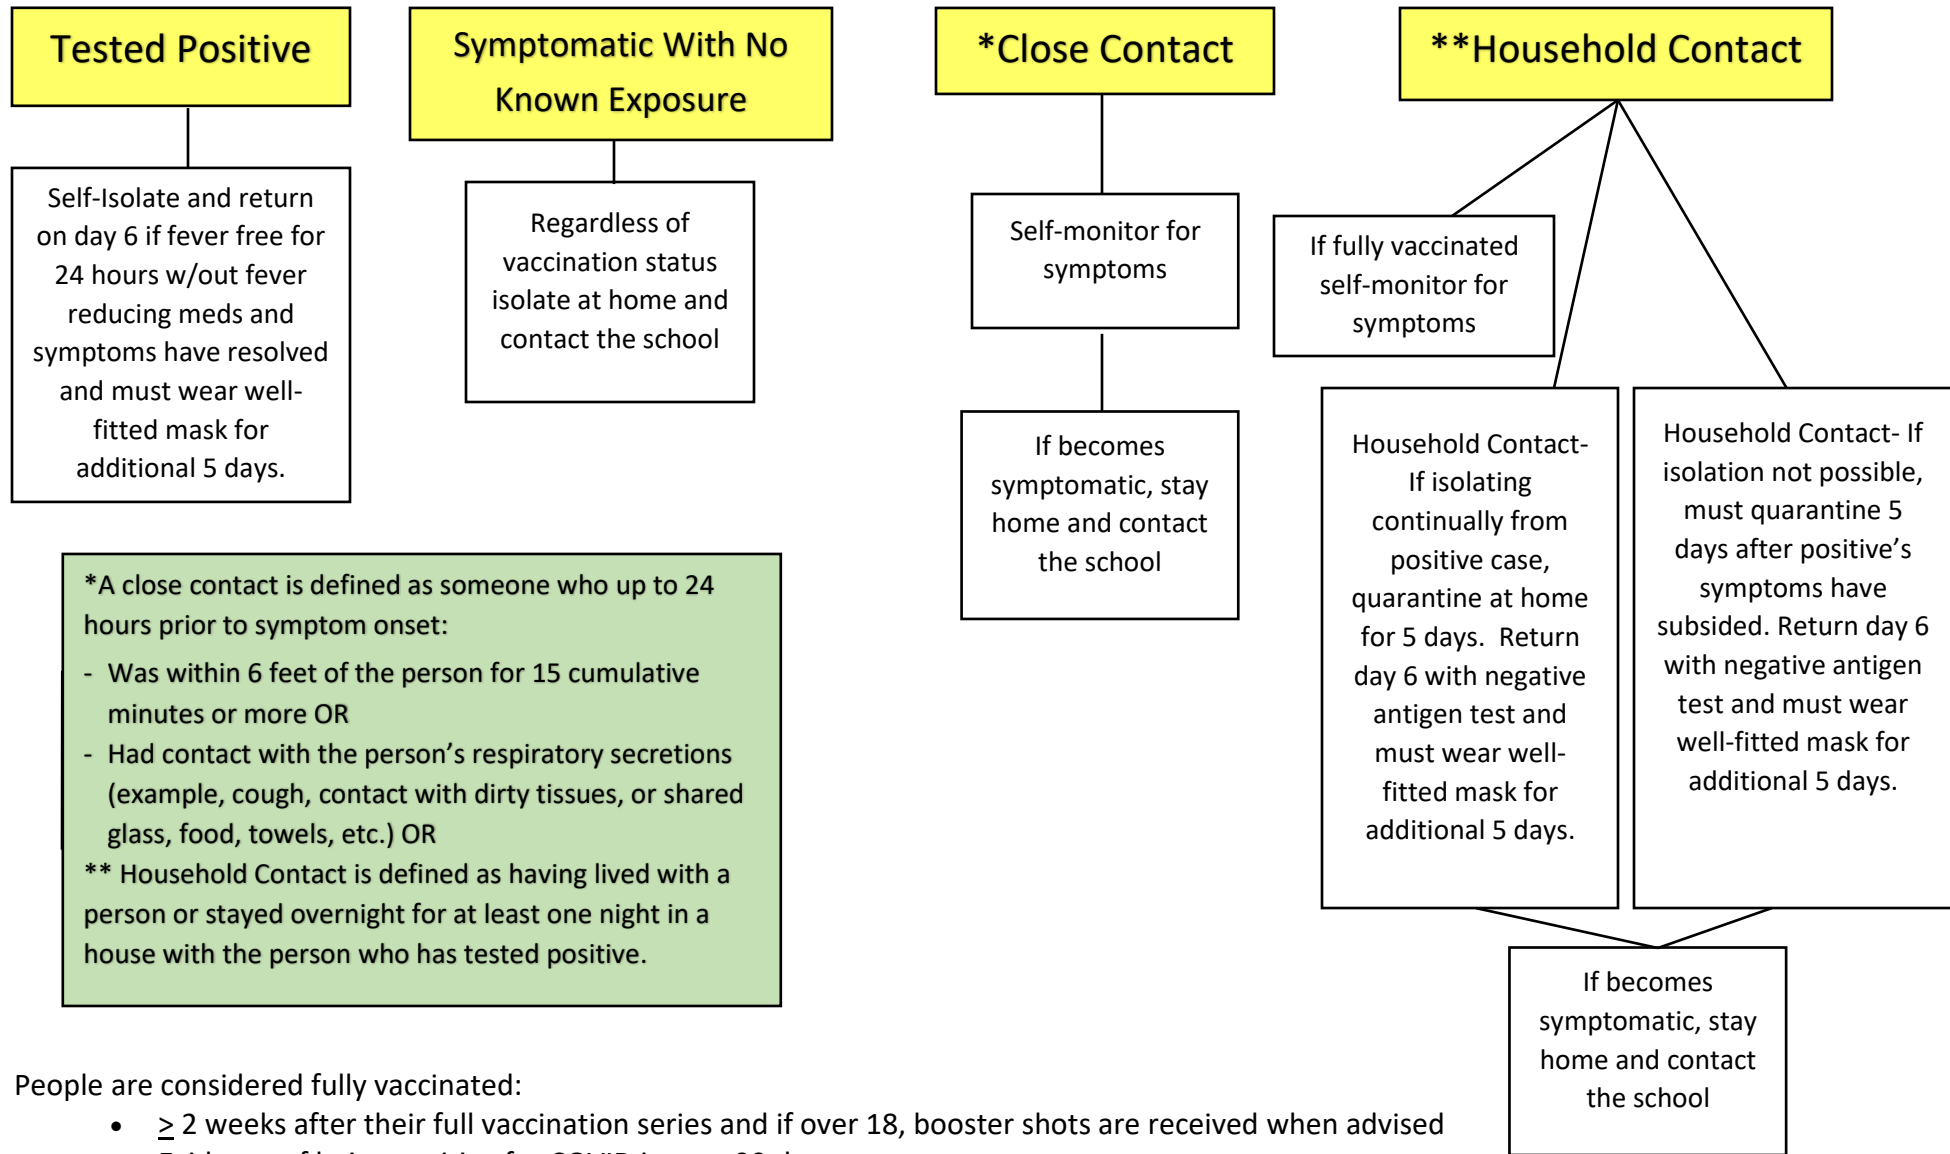 Tested Positive
Self-Isolate and return
on day 6 if fever free for
24 hours w/out fever
reducing meds and
symptoms have resolved
and must wear well-
fitted mask for
additional 5 days.
Symptomatic With No
Known Exposure
Regardless of
vaccination status
isolate at home and
contact the school
*Close Contact
Self-monitor for
symptoms
If becomes
symptomatic, stay
home and contact
the school
**Household Contact
If fully vaccinated
self-monitor for
symptoms
Household Contact-
If isolating
continually from
positive case,
quarantine at home
for 5 days.  Return
day 6 with negative
antigen test and
must wear well-
fitted mask for
additional 5 days.
Household Contact- If
isolation not possible,
must quarantine 5
days after positive's
symptoms have
subsided. Return day 6
with negative antigen
test and must wear
well-fitted mask for
additional 5 days.
If becomes
symptomatic, stay
home and contact
the school
*A close contact is defined as someone who up to 24
hours prior to symptom onset:
- Was within 6 feet of the person for 15 cumulative
minutes or more OR
- Had contact with the person's respiratory secretions
(example, cough, contact with dirty tissues, or shared
glass, food, towels, etc.) OR
** Household Contact is defined as having lived with a
person or stayed overnight for at least one night in a
house with the person who has tested positive.
People are considered fully vaccinated:
• ≥ 2 weeks after their full vaccination series and if over 18, booster shots are received when advised